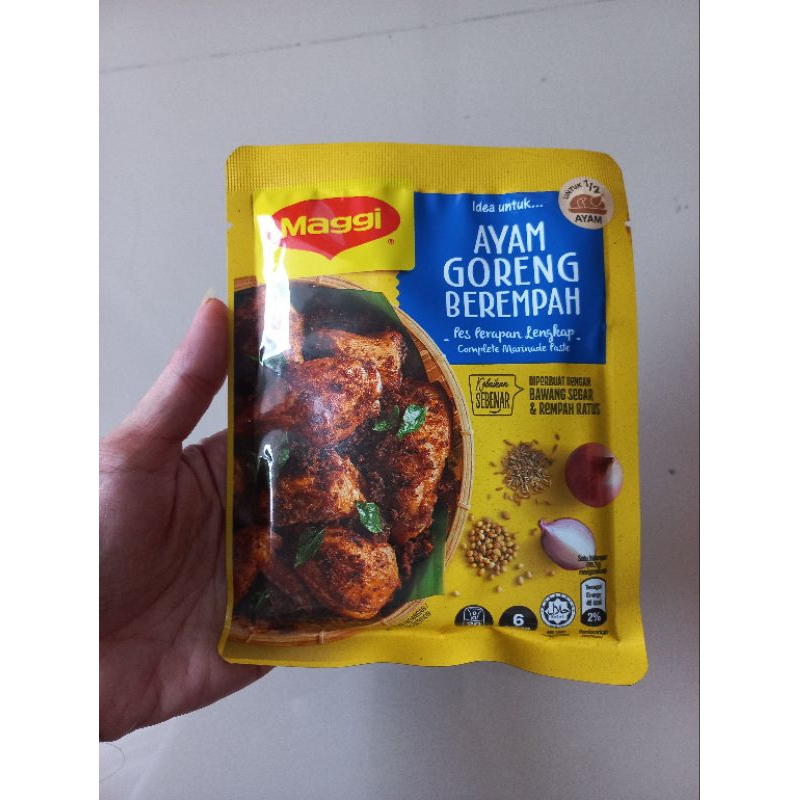 Maggi
Idea untuk...
UNTUK 1/2
AYAM
AYAM
GORENG
BEREMPAH
Pes Perapan Lengkap
Complete Marinade Paste
Kebaikan
SEBENAR
DIPERBUAT DENGAN
BAWANG SEGAR
& REMPAH RATUS
6
2%